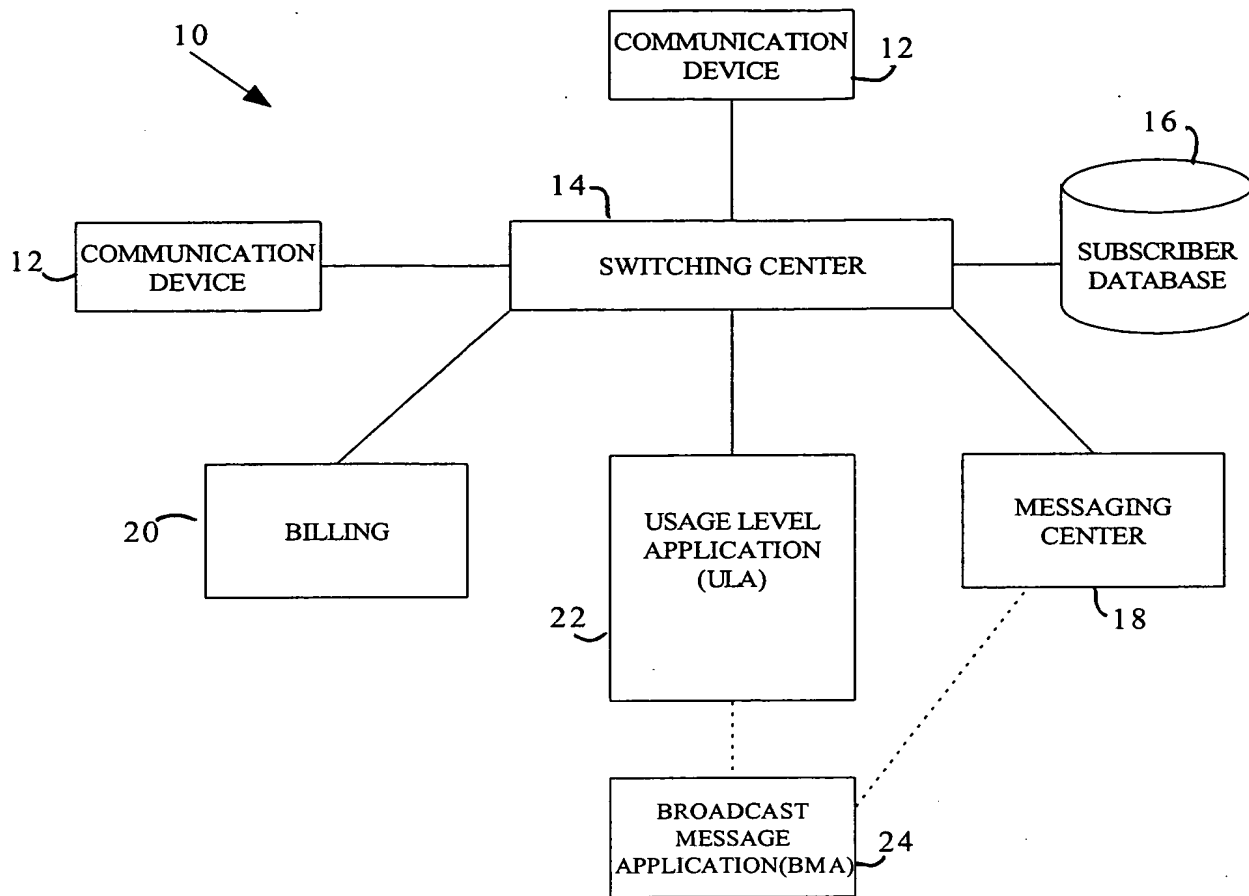 10
COMMUNICATION
DEVICE
12
16
14
12
COMMUNICATION
DEVICE
SWITCHING CENTER
SUBSCRIBER
DATABASE
20
BILLING
USAGE LEVEL
APPLICATION
(ULA)
22
MESSAGING
CENTER
18
BROADCAST
MESSAGE
APPLICATION(BMA)
24